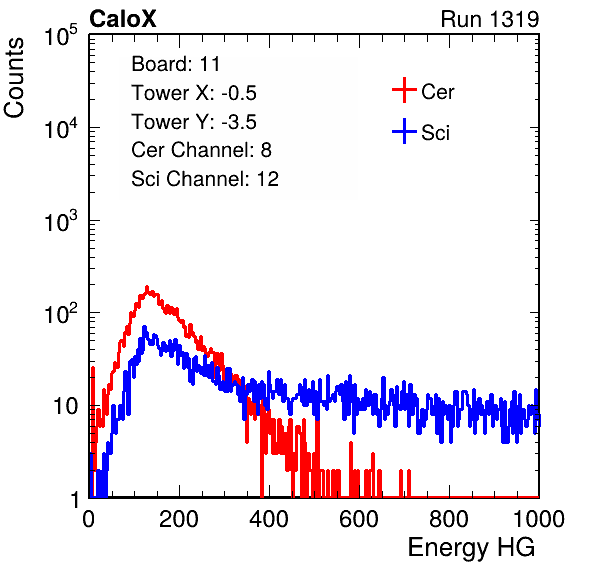 CaloX Run 1319
Counts
10^5
10^4
10^3
10^2
10
1
Board: 11
Tower X: -0.5
Tower Y: -3.5
Cer Channel: 8
Sci Channel: 12
Cer
Sci
0 200 400 600 800 1000
Energy HG